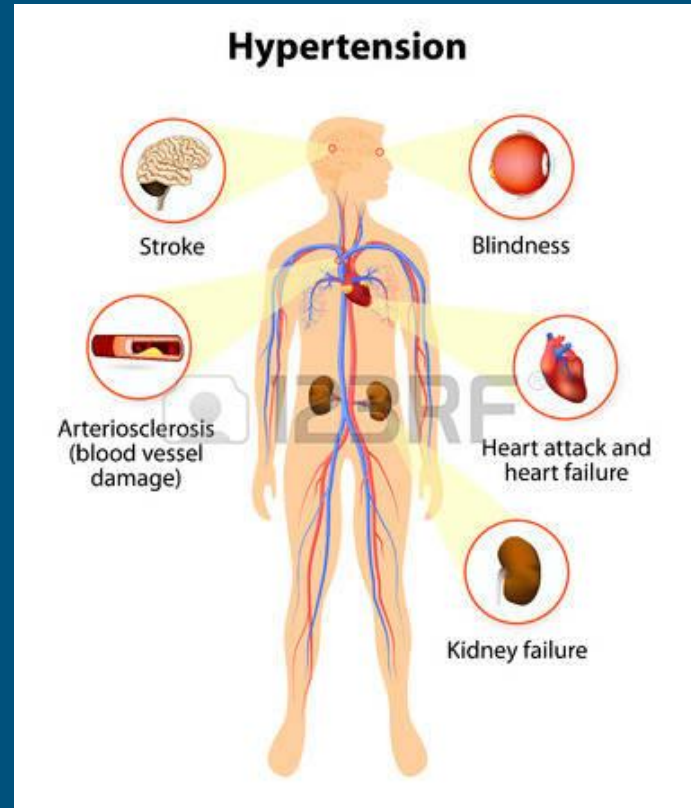 Hypertension
Stroke
Blindness
Arteriosclerosis
(blood vessel
damage)
Heart attack and
heart failure
123RF®
Kidney failure